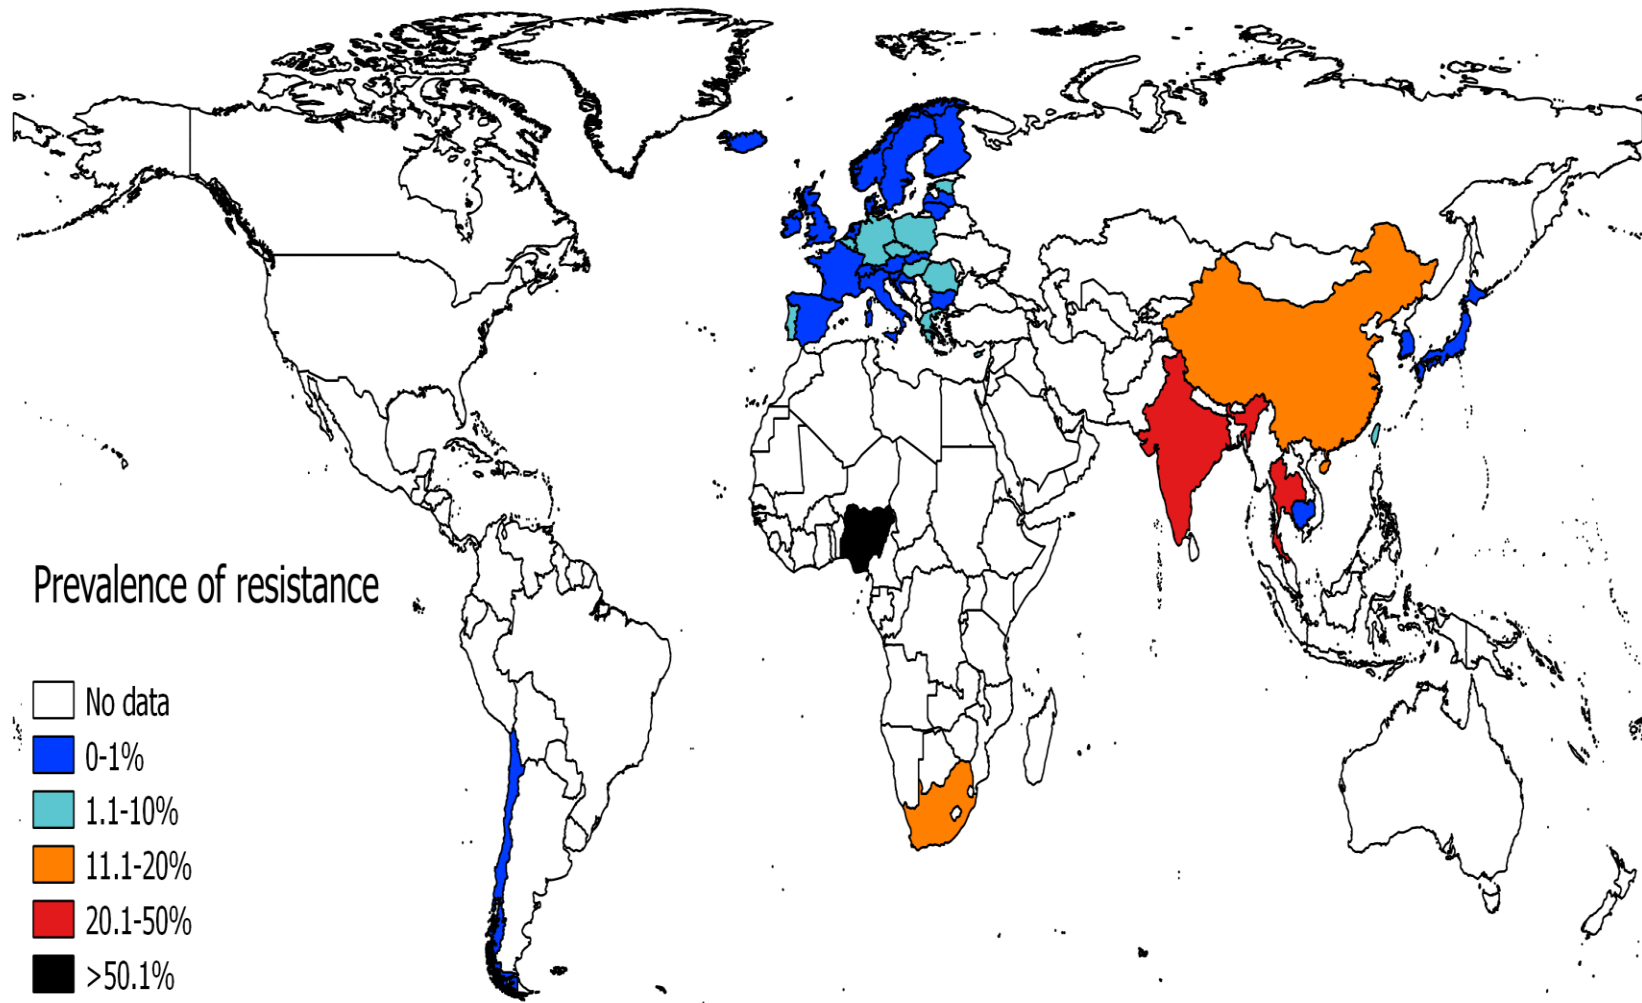 Prevalence of resistance
No data
0-1%
1.1-10%
11.1-20%
20.1-50%
>50.1%